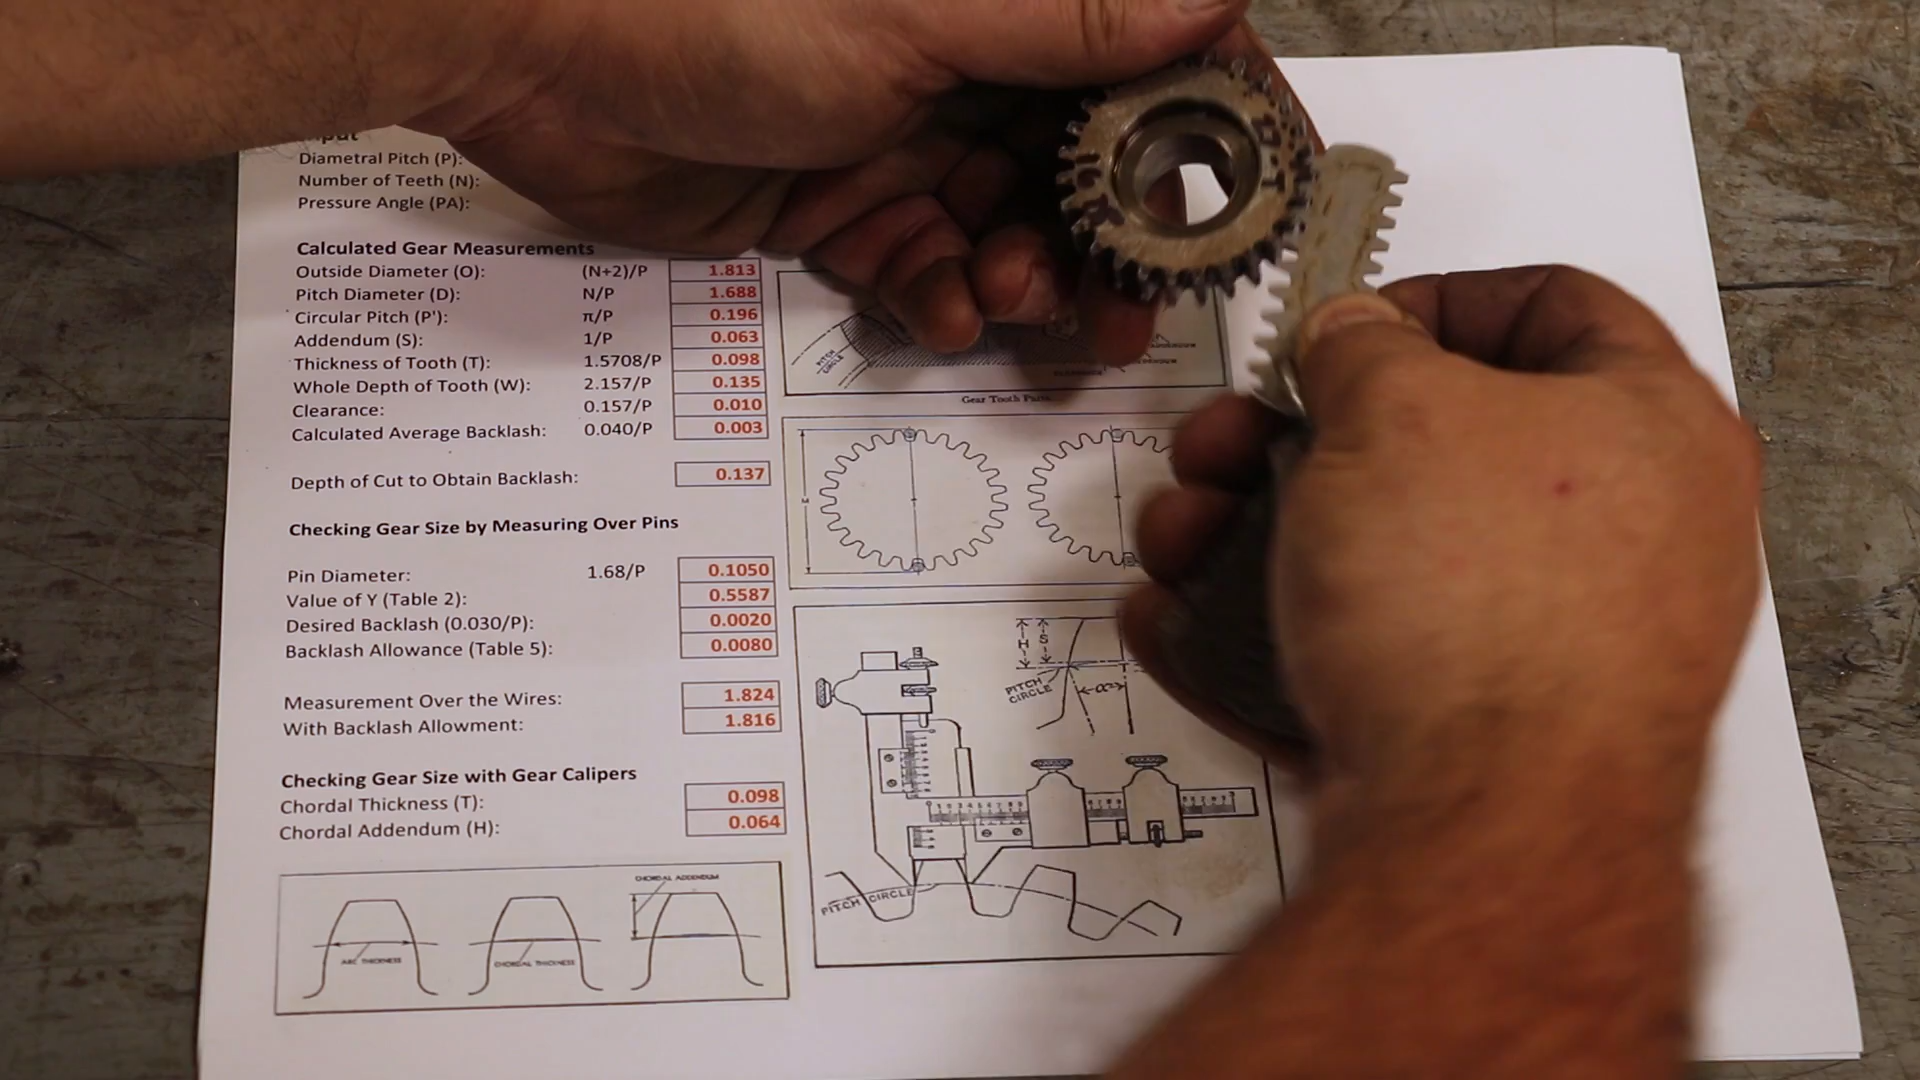 Input
Diametral Pitch (P):
Number of Teeth (N):
Pressure Angle (PA):
Calculated Gear Measurements
Outside Diameter (O): (N+2)/P 1.813
Pitch Diameter (D): N/P 1.688
Circular Pitch (P'): π/P 0.196
Addendum (S): 1/P 0.063
Thickness of Tooth (T): 1.5708/P 0.098
Whole Depth of Tooth (W): 2.157/P 0.135
Clearance: 0.157/P 0.010
Calculated Average Backlash: 0.040/P 0.003
Depth of Cut to Obtain Backlash: 0.137
Checking Gear Size by Measuring Over Pins
Pin Diameter: 1.68/P 0.1050
Value of Y (Table 2): 0.5587
Desired Backlash (0.030/P): 0.0020
Backlash Allowance (Table 5): 0.0080
Measurement Over the Wires: 1.824
With Backlash Allowment: 1.816
Checking Gear Size with Gear Calipers
Chordal Thickness (T): 0.098
Chordal Addendum (H): 0.064
ARC THICKNESS
CHORDAL THICKNESS
CHORDAL ADDENDUM
PITCH CIRCLE
Gear Tooth Parts
M
H S
T
PITCH CIRCLE
PITCH CIRCLE